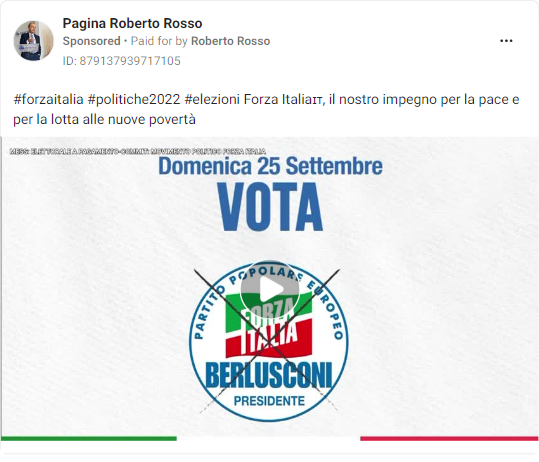 Pagina Roberto Rosso
Sponsored • Paid for by Roberto Rosso
ID: 879137939717105
#forzaitalia #politiche2022 #elezioni Forza Italiaɪᴛ, il nostro impegno per la pace e
per la lotta alle nuove povertà
MESS. ELETTORALE A PAGAMENTO-COMMIT: MOVIMENTO POLITICO FORZA ITALIA
Domenica 25 Settembre
VOTA
PARTITO POPOLARE EUROPEO
FORZA
ITALIA
BERLUSCONI
PRESIDENTE